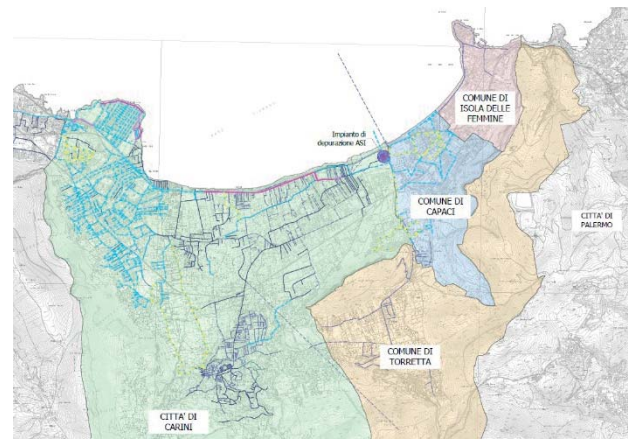 COMUNE DI
ISOLA DELLE
FEMMINE
Impianto di
depurazione ASI
COMUNE DI
CAPACI
CITTA' DI
PALERMO
COMUNE DI
TORRETTA
CITTA' DI
CARINI